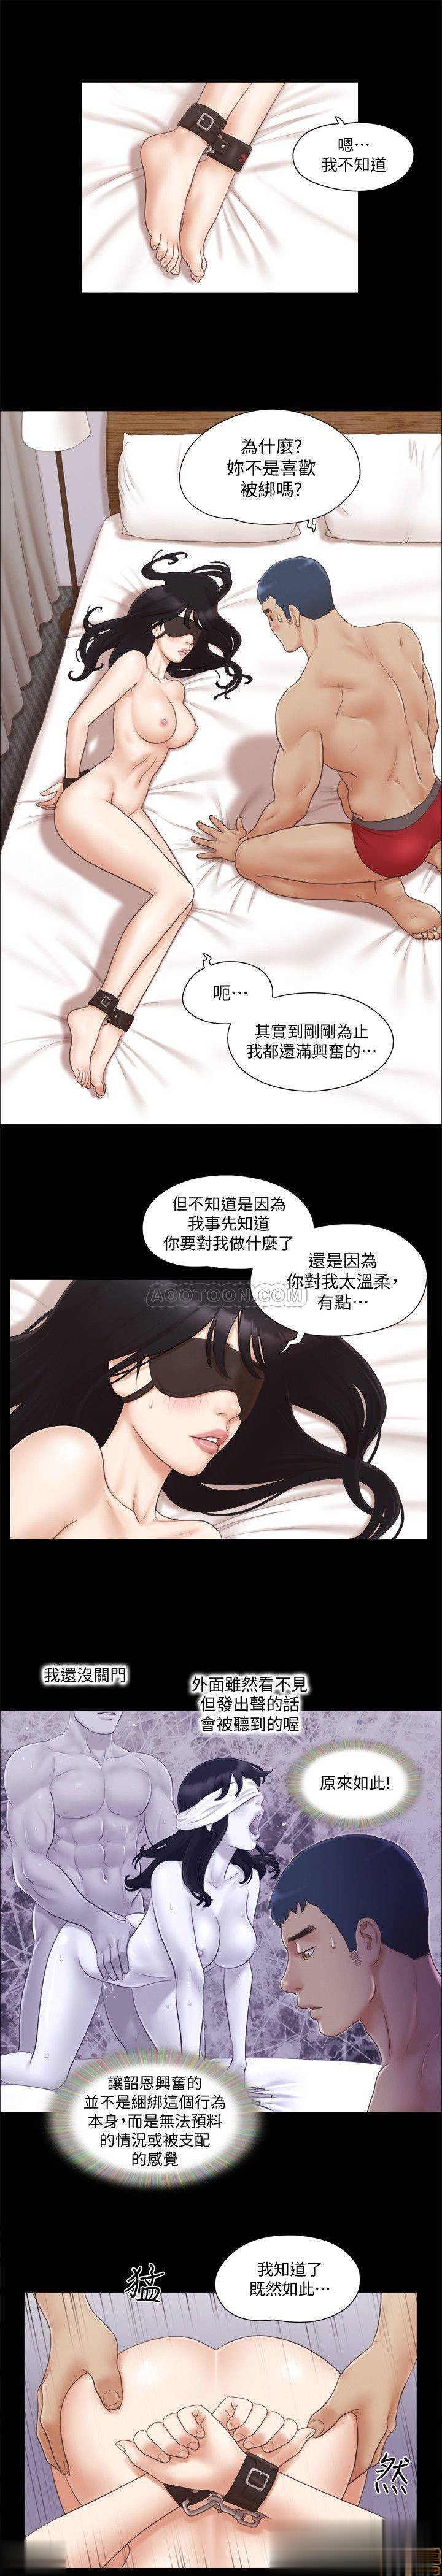 嗯⋯
我不知道
為什麼?
妳不是喜歡
被綁嗎?
呃⋯
其實到剛剛為止
我都還滿興奮的⋯
但不知道是因為
我事先知道
你要對我做什麼了
還是因為
你對我太溫柔，
有點⋯
AOOTOON.COM
我還沒關門
外面雖然看不見
但發出聲的話
會被聽到的喔
原來如此!
讓韶恩興奮的
並不是綑綁這個行為
本身，而是無法預料
的情況或被支配
的感覺
猛
我知道了
既然如此⋯
然